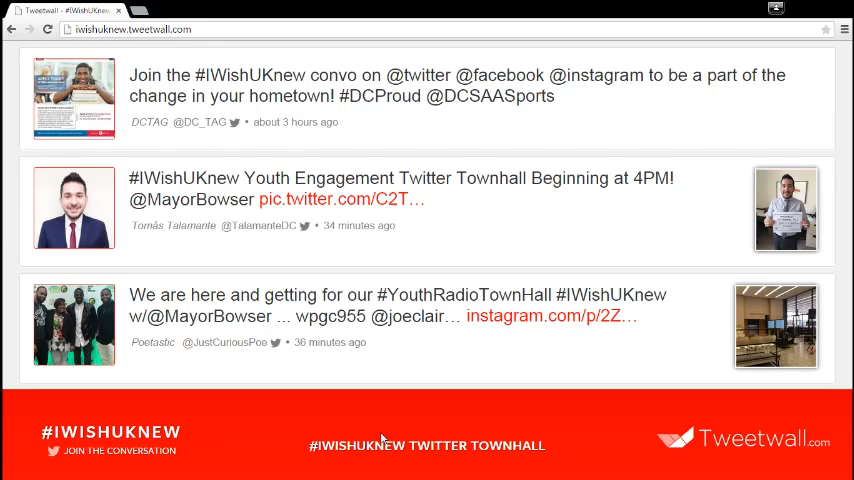 Tweetwall - #IWishUKnew
iwishuknew.tweetwall.com
Join the #IWishUKnew convo on @twitter @facebook @instagram to be a part of the
change in your hometown! #DCProud @DCSAASports
DCTAG @DC_TAG • about 3 hours ago
#IWishUKnew Youth Engagement Twitter Townhall Beginning at 4PM!
@MayorBowser pic.twitter.com/C2T…
Tomás Talamante @TalamanteDC • 34 minutes ago
We are here and getting for our #YouthRadioTownHall #IWishUKnew
w/@MayorBowser ... wpgc955 @joeclair… instagram.com/p/2Z…
Poetastic @JustCuriousPoe • 36 minutes ago
#IWISHUKNEW
JOIN THE CONVERSATION
#IWISHUKNEW TWITTER TOWNHALL
Tweetwall.com